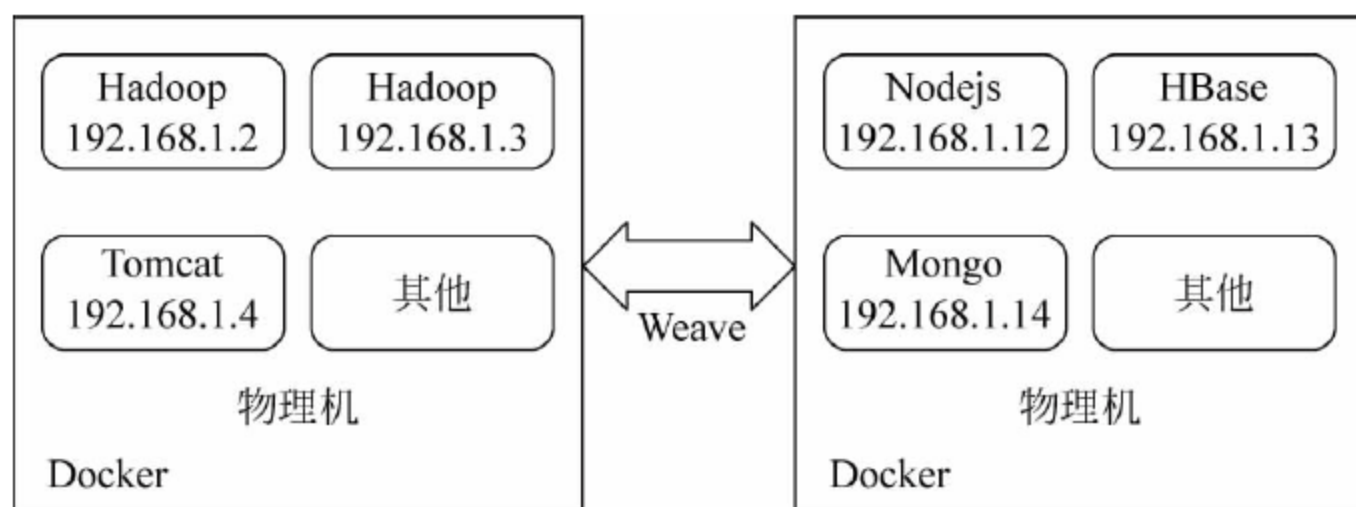 Hadoop
192.168.1.2
Hadoop
192.168.1.3
Tomcat
192.168.1.4
其他
物理机
Docker
Weave
Nodejs
192.168.1.12
HBase
192.168.1.13
Mongo
192.168.1.14
其他
物理机
Docker